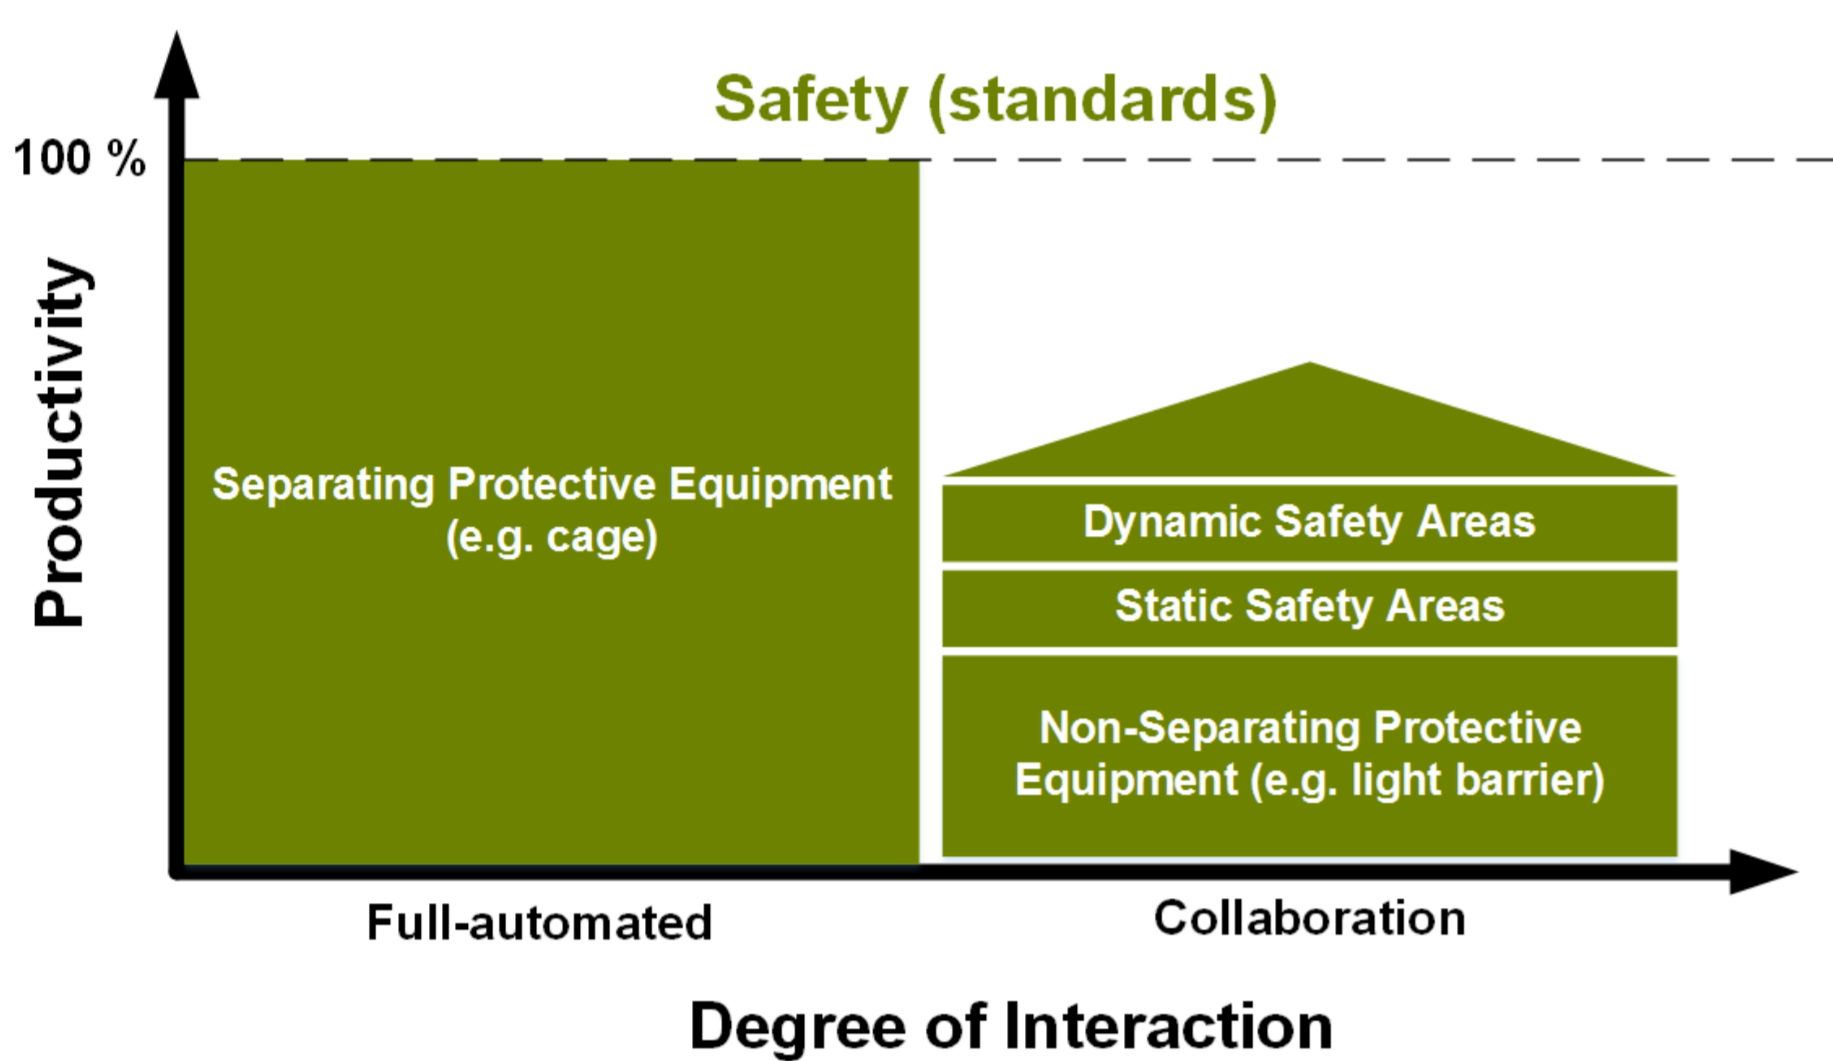 Safety (standards)
100 %
Productivity
Separating Protective Equipment
(e.g. cage)
Dynamic Safety Areas
Static Safety Areas
Non-Separating Protective
Equipment (e.g. light barrier)
Full-automated
Collaboration
Degree of Interaction